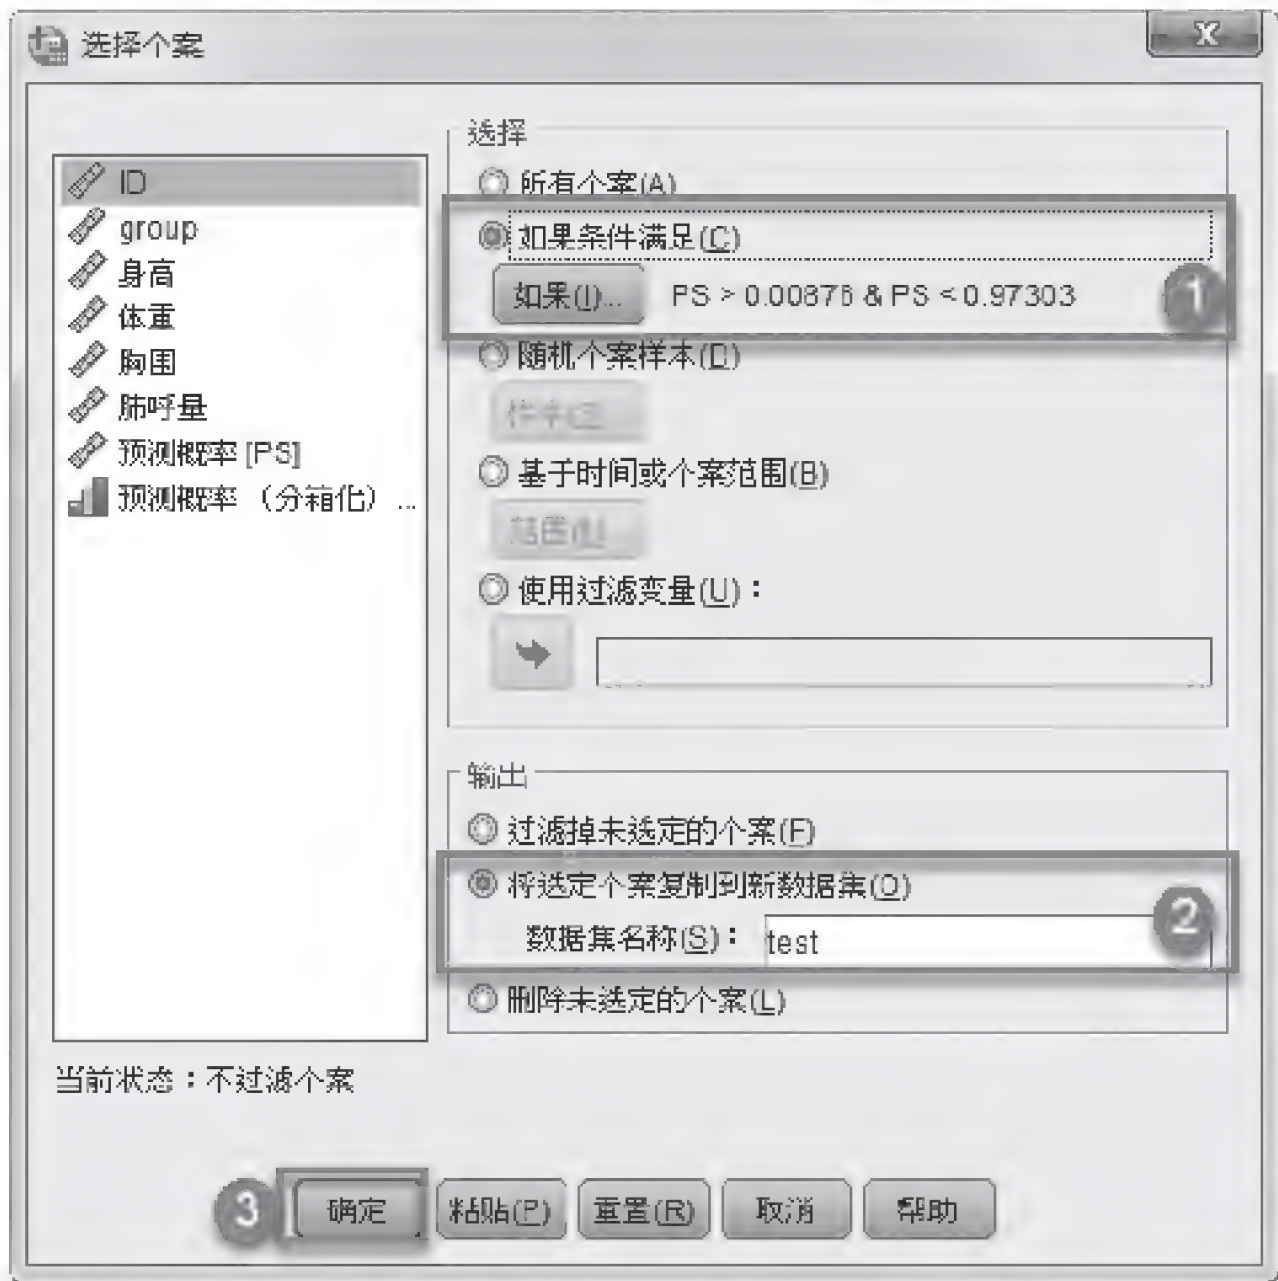 选择个案
ID
group
身高
体重
胸围
肺呼量
预测概率 [PS]
预测概率 （分箱化） ...
当前状态：不过滤个案
选择
所有个案(A)
如果条件满足(C)
如果(I)... PS > 0.00876 & PS < 0.97303
1
随机个案样本(D)
基于时间或个案范围(B)
使用过滤变量(U)：
输出
过滤掉未选定的个案(F)
将选定个案复制到新数据集(O)
数据集名称(S)： test
2
删除未选定的个案(L)
3 确定 粘贴(P) 重置(R) 取消 帮助